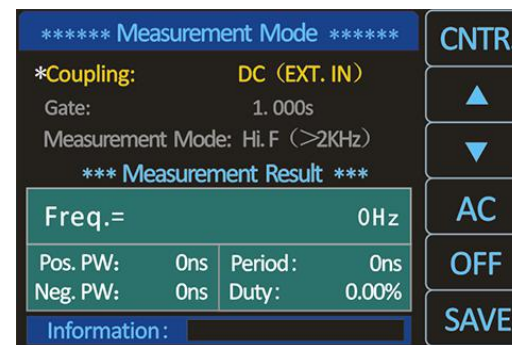 ****** Measurement Mode ******
*Coupling: DC（EXT. IN）
Gate: 1. 000s
Measurement Mode: Hi. F（>2KHz）
*** Measurement Result ***
Freq.= 0Hz
Pos. PW: 0ns Period: 0ns
Neg. PW: 0ns Duty: 0.00%
Information:
CNTR
▲
▼
AC
OFF
SAVE